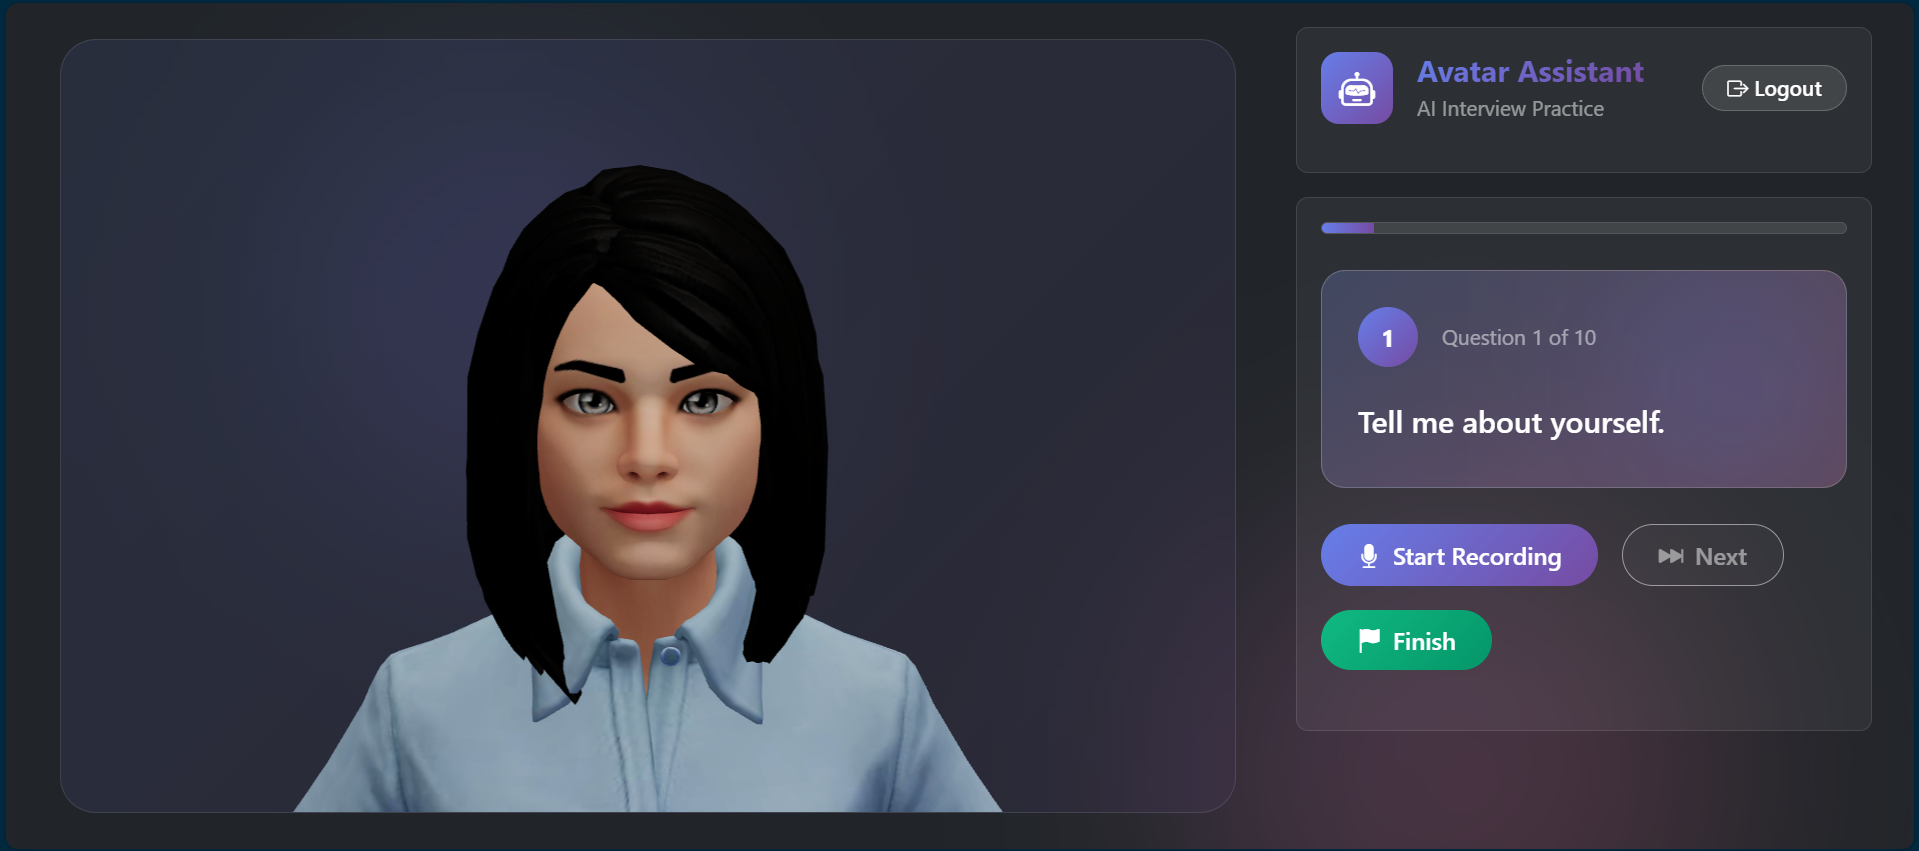 Avatar Assistant
AI Interview Practice
Logout
1
Question 1 of 10
Tell me about yourself.
Start Recording
Next
Finish